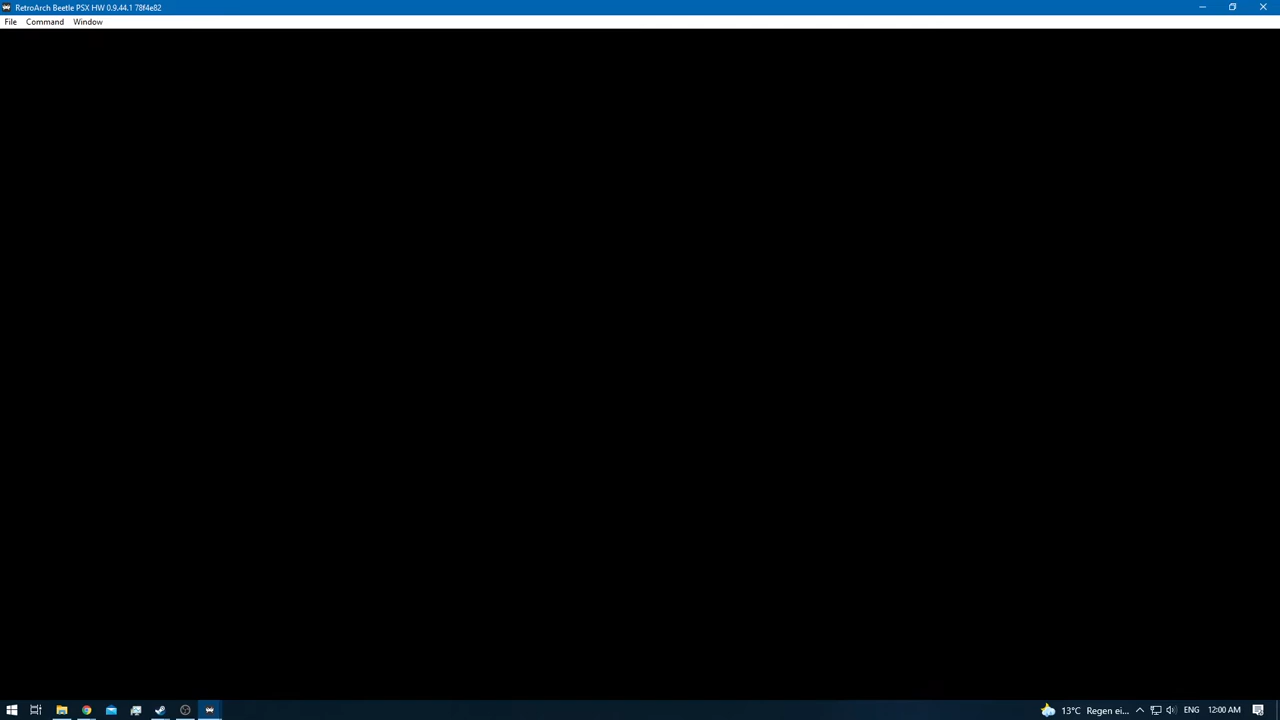 RetroArch Beetle PSX HW 0.9.44.1 78f4e82
File Command Window
13°C Regen ei... ENG 12:00 AM